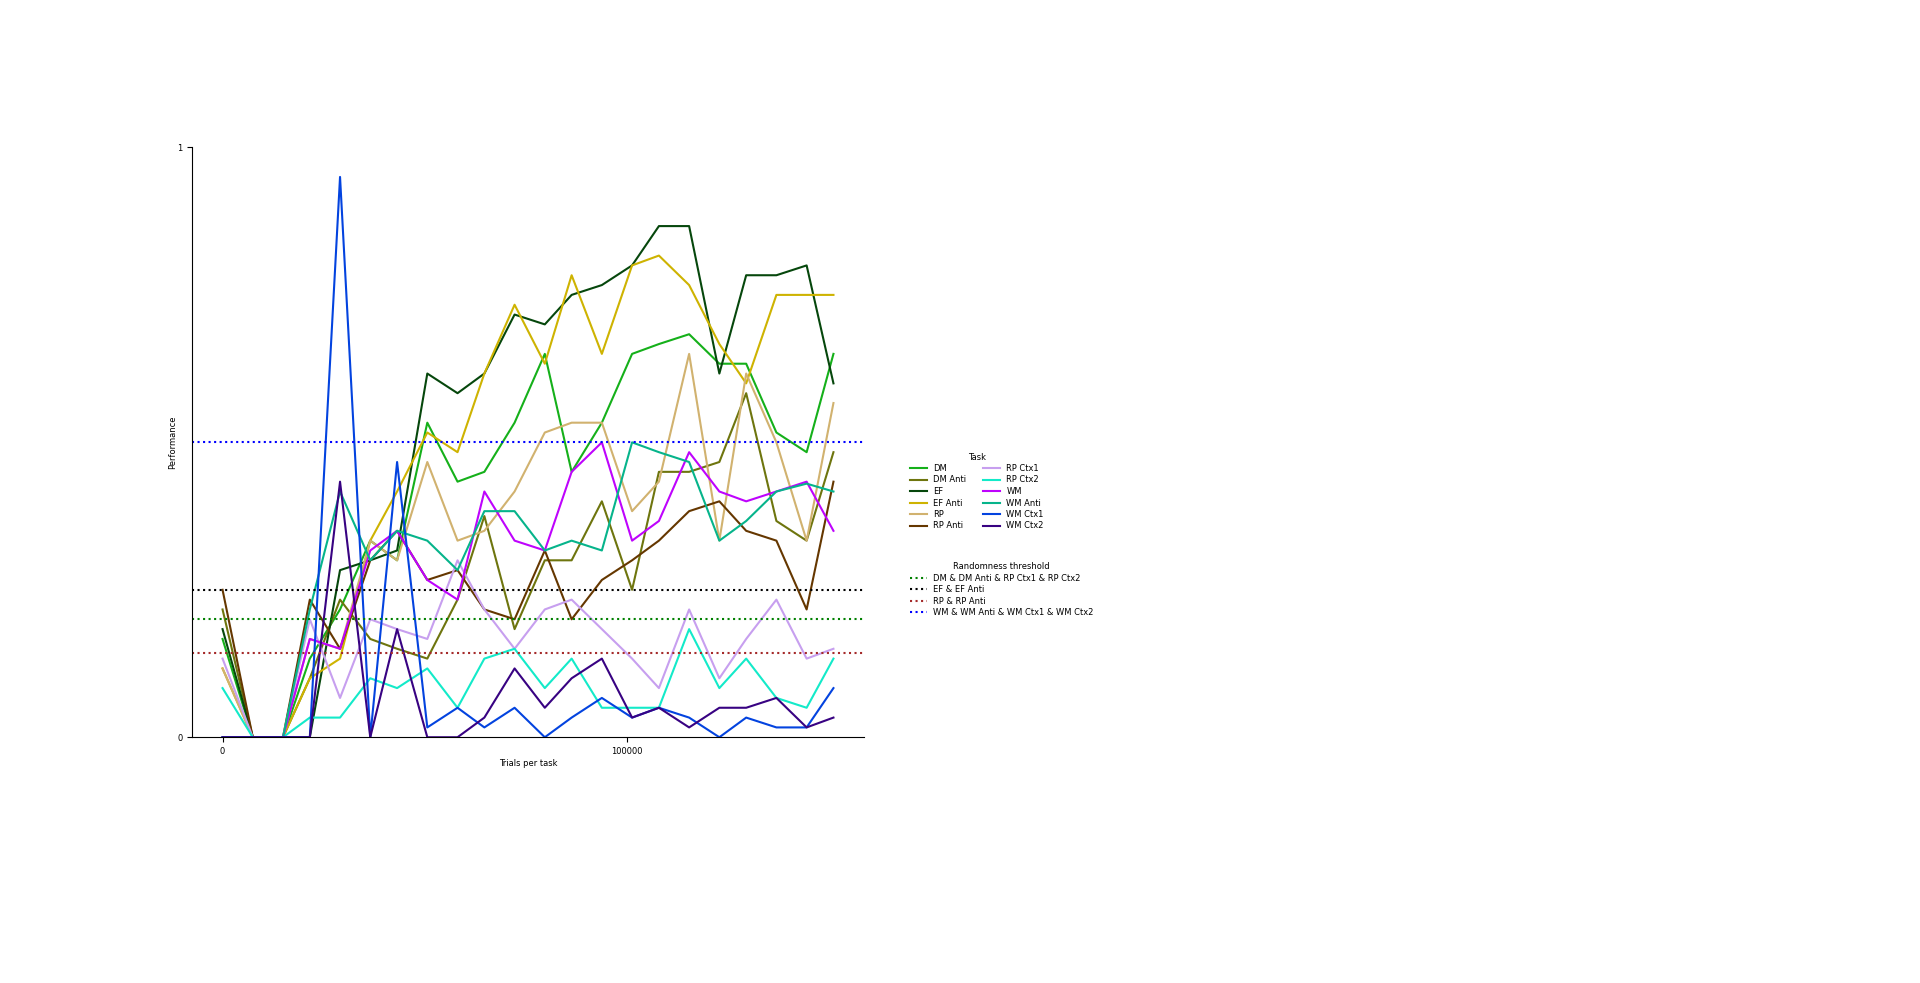 1
Performance
0
0
100000
Trials per task
Task
DM
DM Anti
EF
EF Anti
RP
RP Anti
RP Ctx1
RP Ctx2
WM
WM Anti
WM Ctx1
WM Ctx2
Randomness threshold
DM & DM Anti & RP Ctx1 & RP Ctx2
EF & EF Anti
RP & RP Anti
WM & WM Anti & WM Ctx1 & WM Ctx2